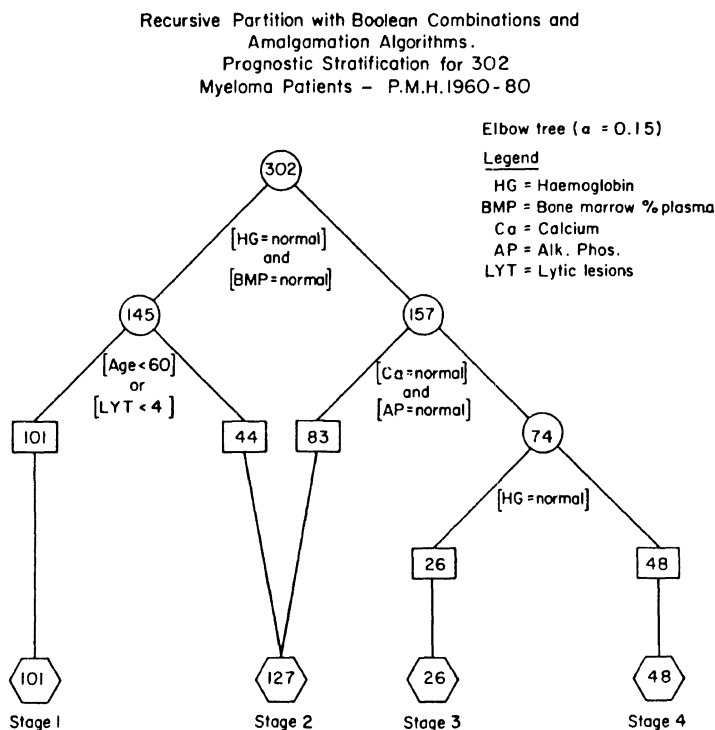 Recursive Partition with Boolean Combinations and
Amalgamation Algorithms.
Prognostic Stratification for 302
Myeloma Patients - P.M.H. 1960-80
Elbow tree (a = 0.15)
Legend
HG = Haemoglobin
BMP = Bone marrow % plasma
Ca = Calcium
AP = Alk. Phos.
LYT = Lytic lesions
302
[HG=normal]
and
[BMP=normal]
145
157
[Age<60]
or
[LYT<4]
[Ca=normal]
and
[AP=normal]
101
44
83
74
[HG=normal]
26
48
101
127
26
48
Stage 1
Stage 2
Stage 3
Stage 4